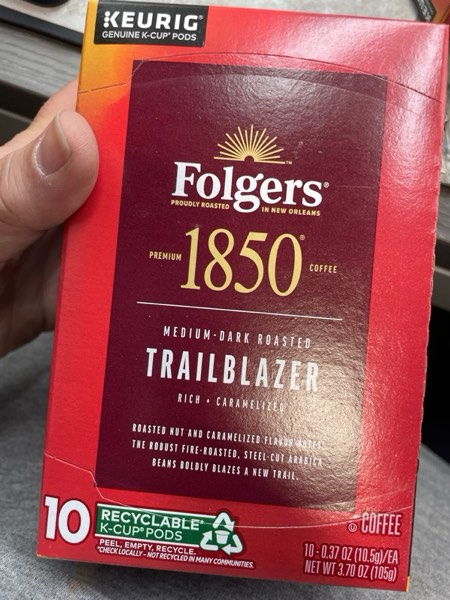 KEURIG®
GENUINE K-CUP® PODS
Folgers®
PROUDLY ROASTED IN NEW ORLEANS
PREMIUM 1850® COFFEE
MEDIUM-DARK ROASTED
TRAILBLAZER
RICH + CARAMELIZED
ROASTED NUT AND CARAMELIZED FLAVOR NOTES.
THE ROBUST FIRE-ROASTED, STEEL-CUT ARABICA
BEANS BOLDLY BLAZES A NEW TRAIL.
10 RECYCLABLE*
K-CUP® PODS
PEEL, EMPTY, RECYCLE.
*CHECK LOCALLY - NOT RECYCLED IN MANY COMMUNITIES.
U COFFEE
10 - 0.37 OZ (10.5g)/EA
NET WT 3.70 OZ (105g)